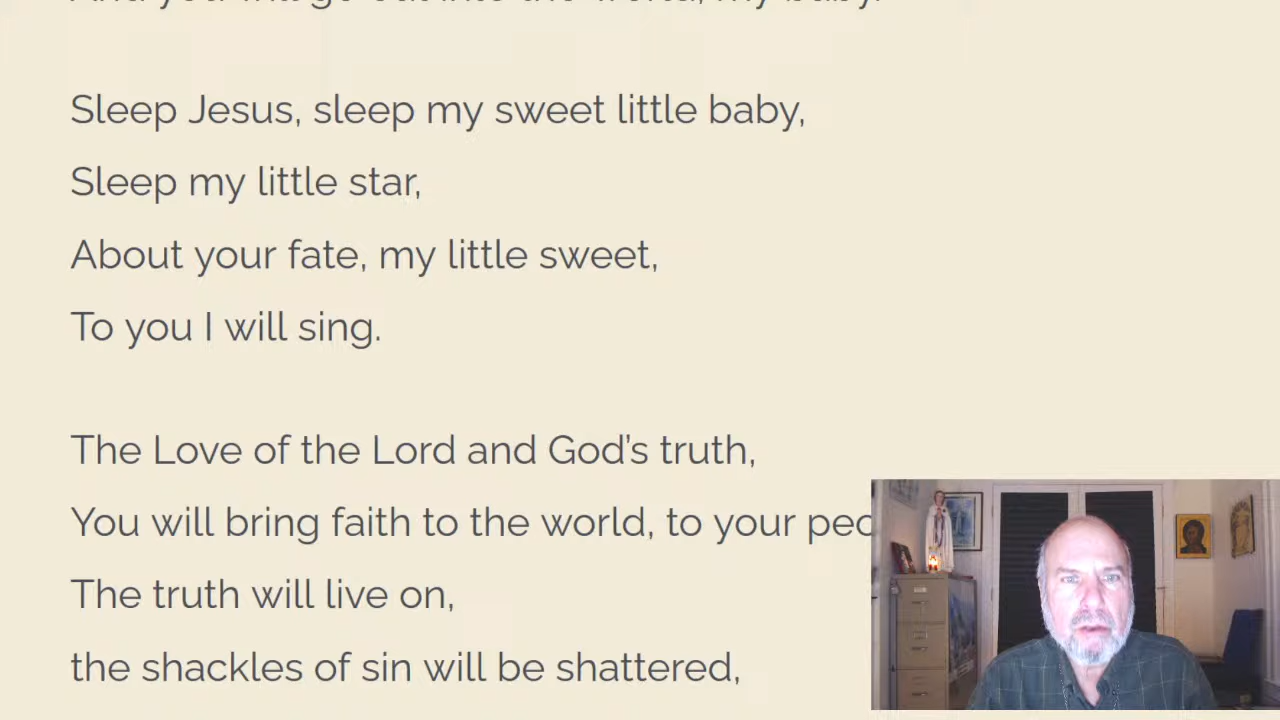 Sleep Jesus, sleep my sweet little baby,
Sleep my little star,
About your fate, my little sweet,
To you I will sing.
The Love of the Lord and God’s truth,
You will bring faith to the world, to your
The truth will live on,
the shackles of sin will be shattered,